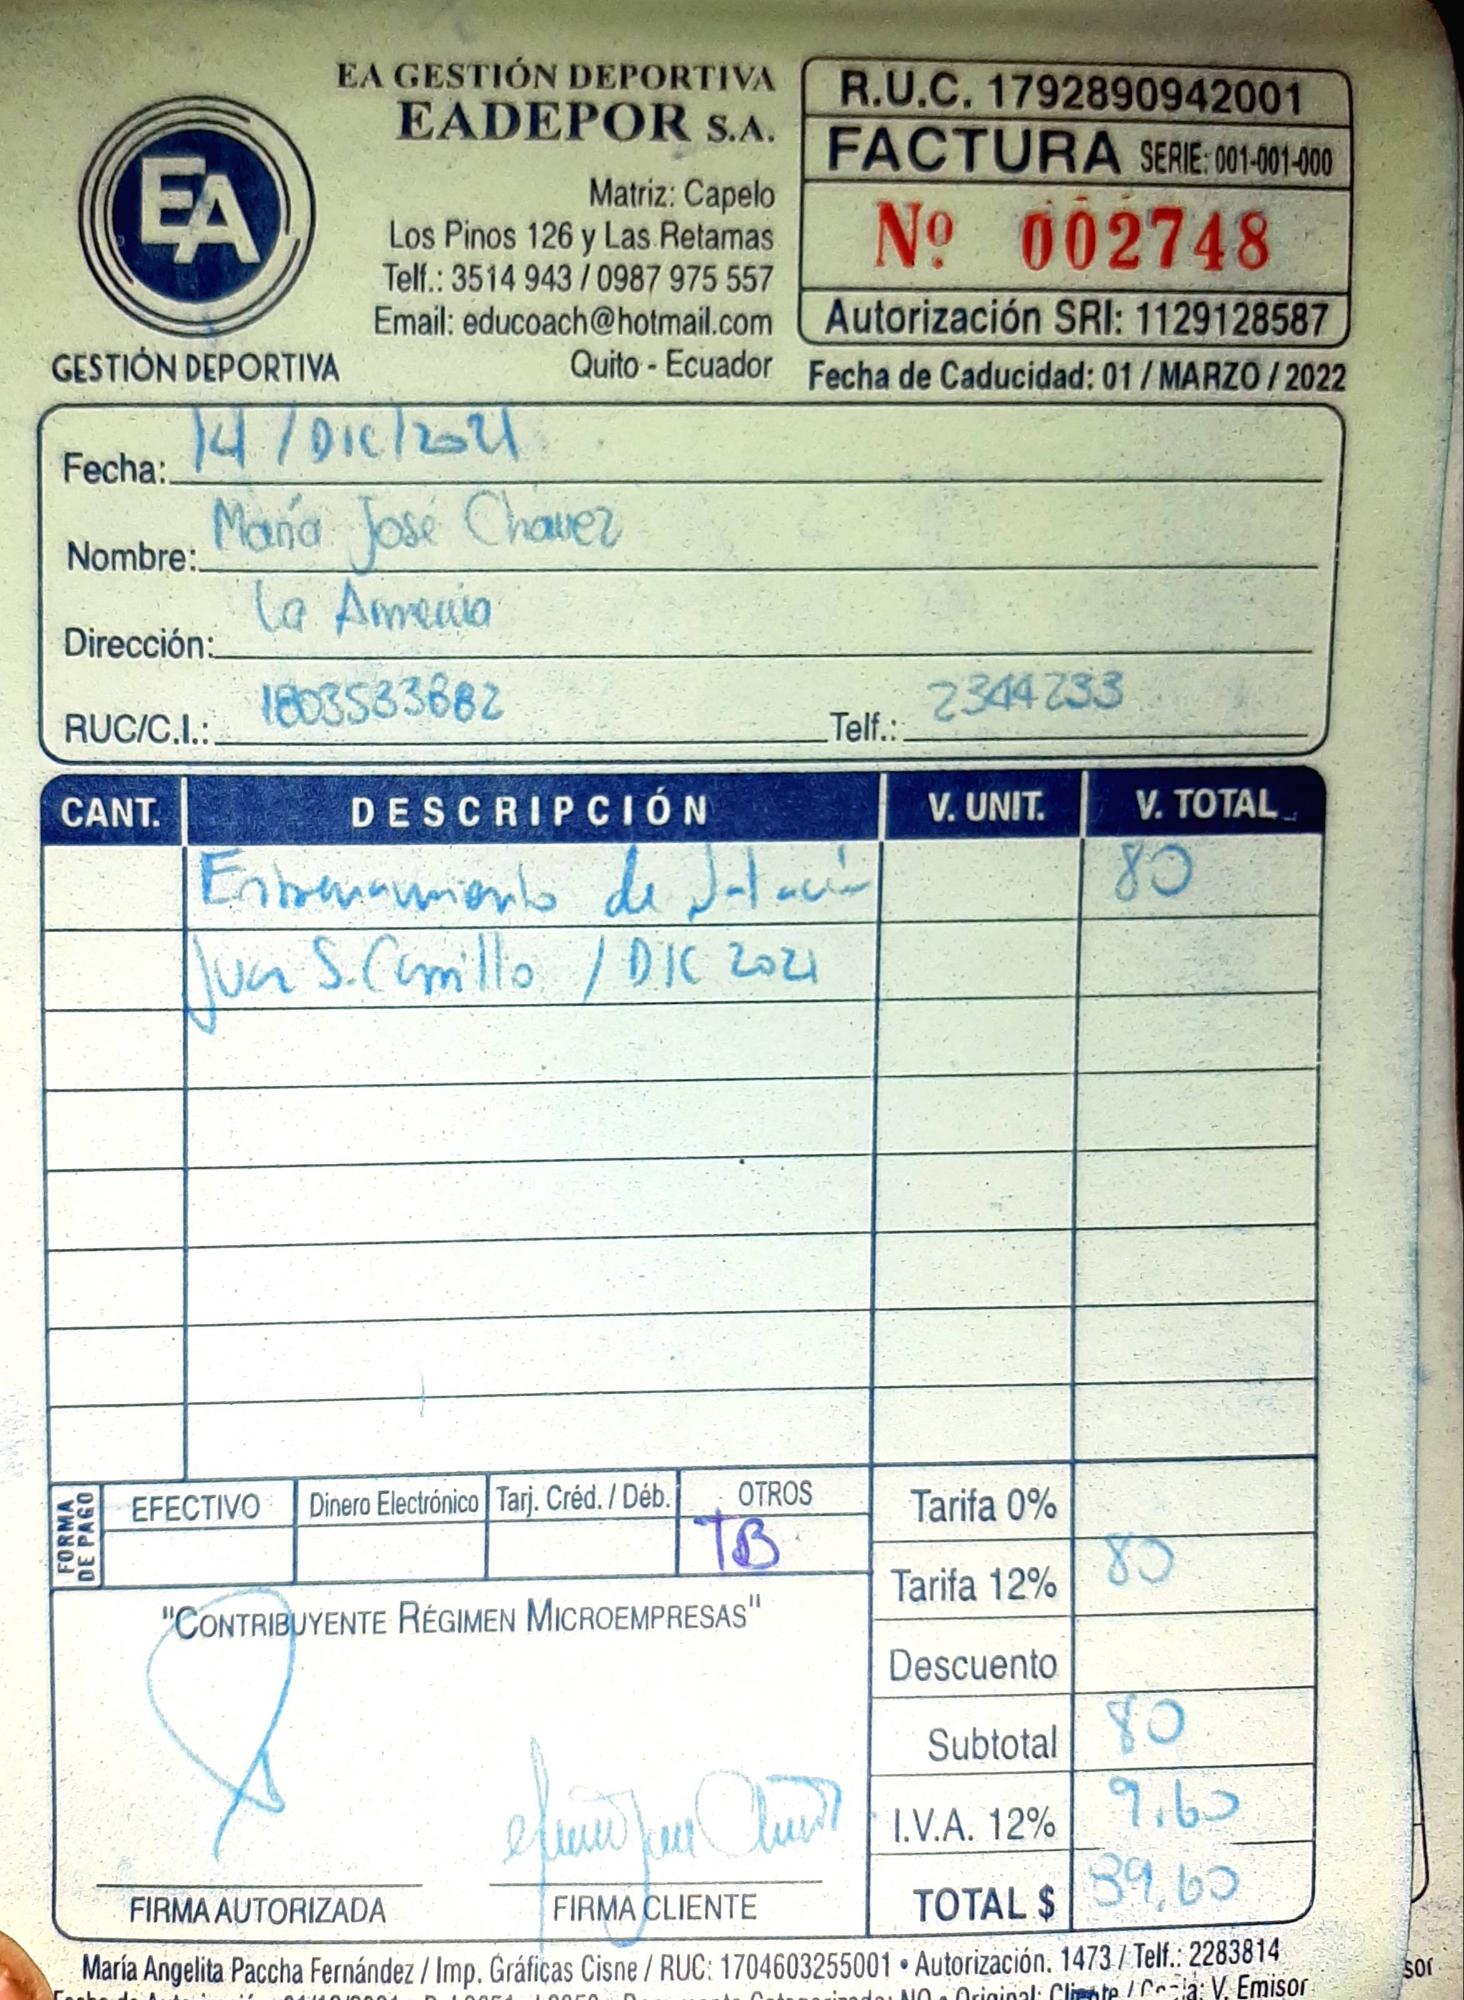 EA GESTIÓN DEPORTIVA
EADEPOR S.A.
Matriz: Capelo
Los Pinos 126 y Las Retamas
Telf.: 3514 943 / 0987 975 557
Email: educoach@hotmail.com
Quito - Ecuador
EA
GESTIÓN DEPORTIVA
R.U.C. 1792890942001
FACTURA SERIE: 001-001-000
Nº 002748
Autorización SRI: 1129128587
Fecha de Caducidad: 01 / MARZO / 2022
Fecha: 14 / DIC / 2021
Nombre: María José Chavez
Dirección: La Armenia
RUC/C.I.: 1803533682 Telf.: 2344233
CANT. DESCRIPCIÓN V. UNIT. V. TOTAL
Entrenamiento de natación 80
Juan S. Carrillo / DIC 2021
FORMA DE PAGO
EFECTIVO Dinero Electrónico Tarj. Créd. / Déb. OTROS
TB
Tarifa 0%
Tarifa 12% 80
Descuento
Subtotal 80
I.V.A. 12% 9.60
TOTAL $ 89.60
"CONTRIBUYENTE RÉGIMEN MICROEMPRESAS"
FIRMA AUTORIZADA FIRMA CLIENTE
María Angelita Paccha Fernández / Imp. Gráficas Cisne / RUC: 1704603255001 • Autorización. 1473 / Telf.: 2283814
NO • Original: Cliente / Copia: V. Emisor
sor